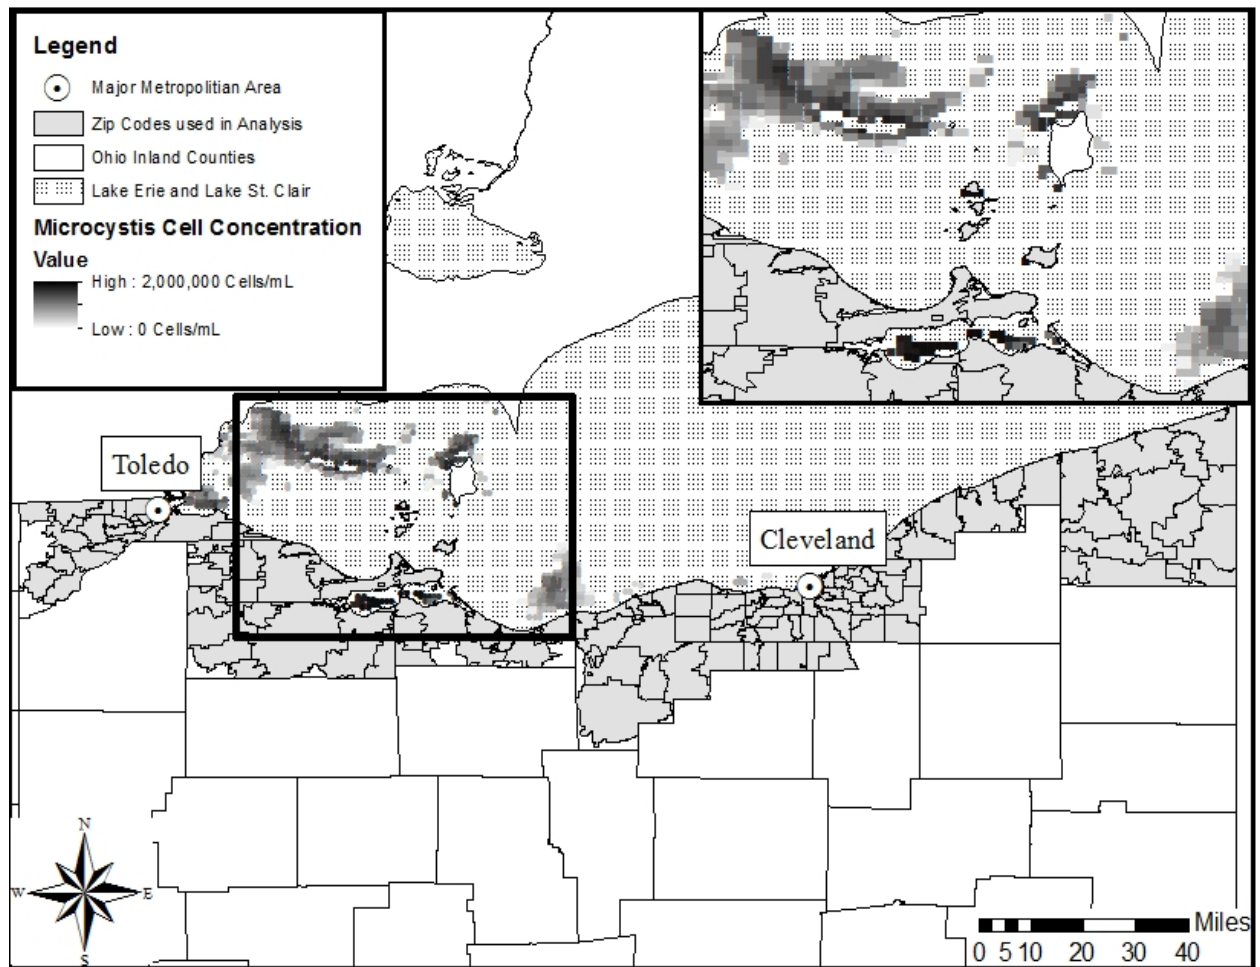 Legend
Major Metropolitian Area
Zip Codes used in Analysis
Ohio Inland Counties
Lake Erie and Lake St. Clair
Microcystis Cell Concentration
Value
High : 2,000,000 Cells/mL
Low : 0 Cells/mL
Toledo
Cleveland
N
W E
S
Miles
0 5 10 20 30 40